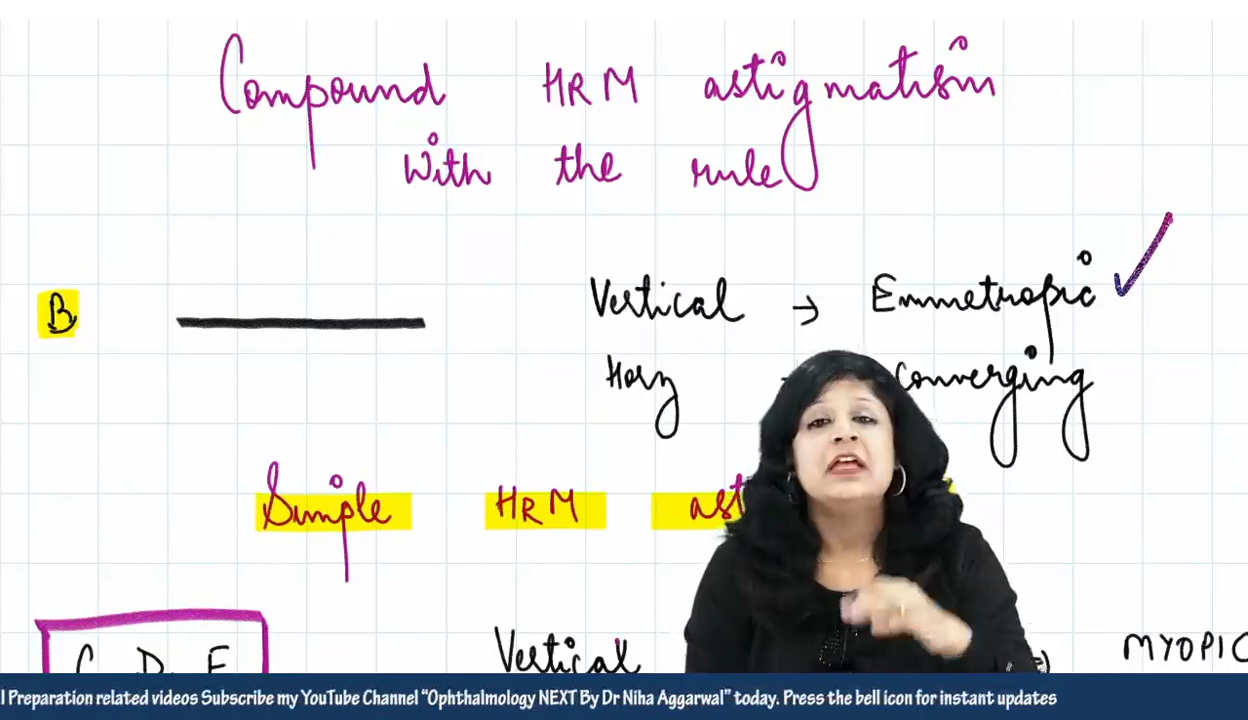 Compound HRM astigmatism
with the rule
B
Vertical → Emmetropic ✓
Horz converging
Simple HRM ast
C D E
Vertical MYOPIC
l Preparation related videos Subscribe my YouTube Channel “Ophthalmology NEXT By Dr Niha Aggarwal” today. Press the bell icon for instant updates